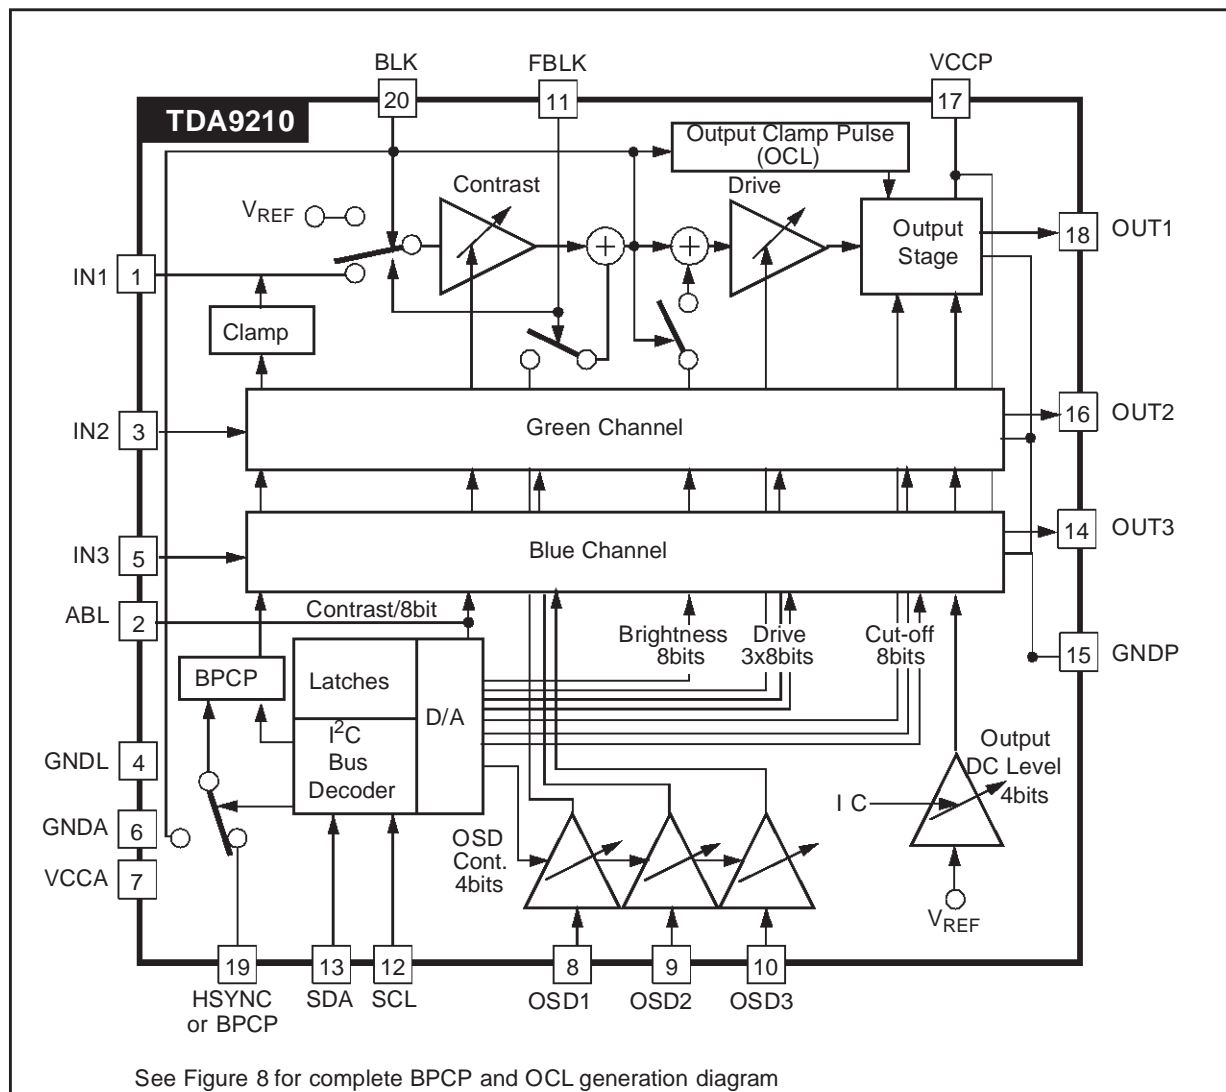 BLK
FBLK
VCCP
20
11
17
TDA9210
Output Clamp Pulse
(OCL)
Contrast
Drive
VREF
Output
Stage
18
OUT1
IN1
1
Clamp
IN2
3
Green Channel
16
OUT2
IN3
5
Blue Channel
14
OUT3
ABL
2
Contrast/8bit
Brightness
8bits
Drive
3x8bits
Cut-off
8bits
15
GNDP
BPCP
Latches
D/A
I2C
Bus
Decoder
GNDL
4
GNDA
6
VCCA
7
Output
DC Level
4bits
I C
OSD
Cont.
4bits
VREF
19
13
12
8
9
10
HSYNC
or BPCP
SDA
SCL
OSD1
OSD2
OSD3
See Figure 8 for complete BPCP and OCL generation diagram